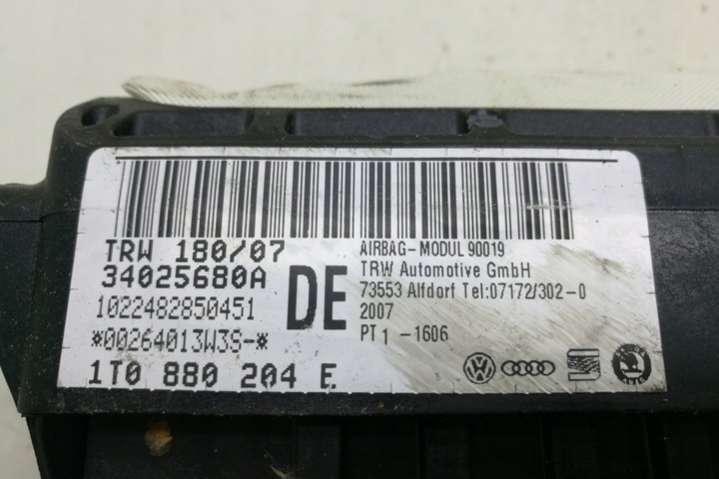 TRW 180/07
34025680A
1022482850451
*00264013W3S-*
1T0 880 204 E.
DE
AIRBAG-MODUL 90019
TRW Automotive GmbH
73553 Alfdorf Tel:07172/302-0
2007
PT1 -1606